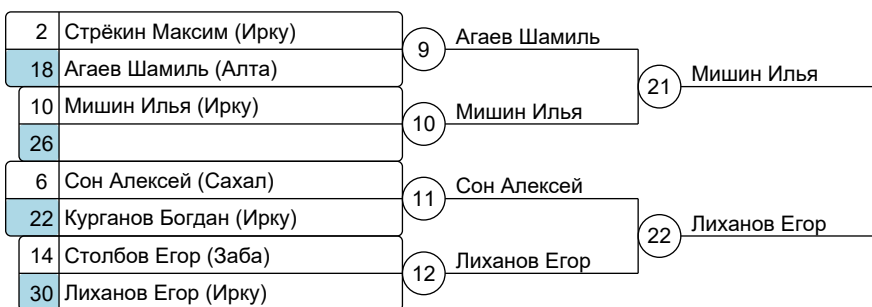 2 Стрёкин Максим (Ирку)
9 Агаев Шамиль
18 Агаев Шамиль (Алта)
21 Мишин Илья
10 Мишин Илья (Ирку)
10 Мишин Илья
26
6 Сон Алексей (Сахал)
11 Сон Алексей
22 Курганов Богдан (Ирку)
22 Лиханов Егор
14 Столбов Егор (Заба)
12 Лиханов Егор
30 Лиханов Егор (Ирку)